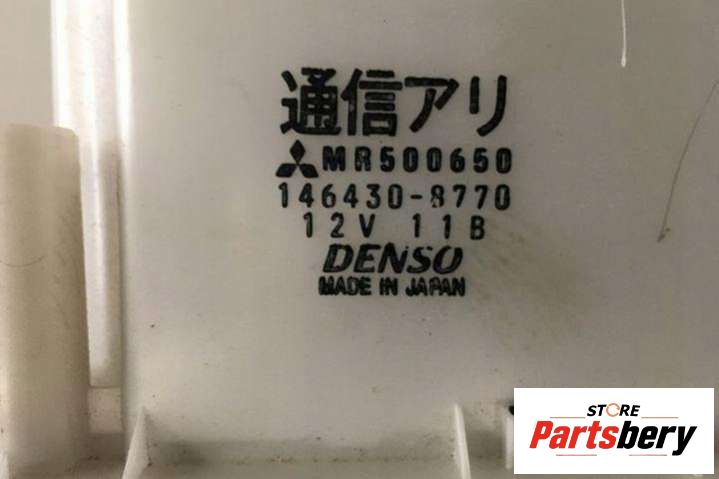 通信アリ
MR500650
146430-8770
12V 11B
DENSO
MADE IN JAPAN
STORE
Partsbery